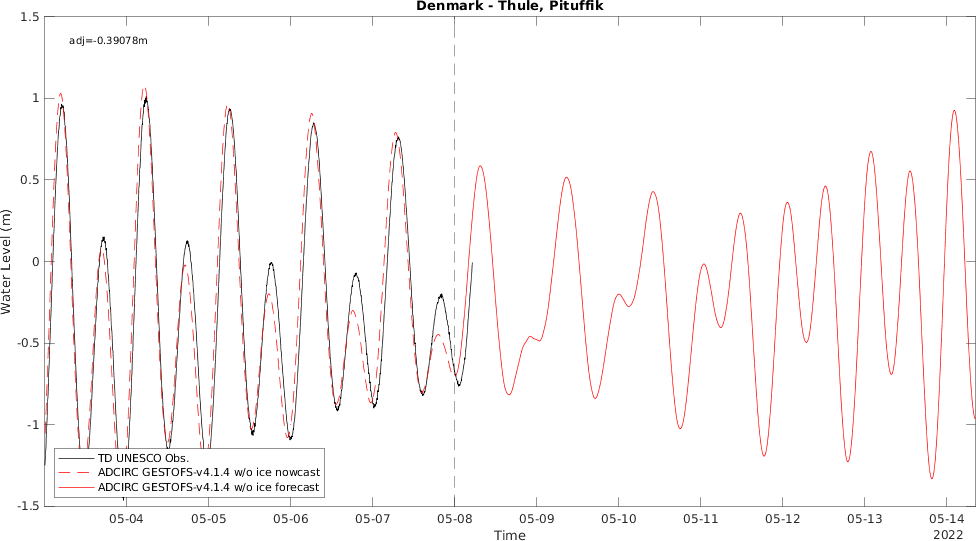 Denmark - Thule, Pituffik
adj=-0.39078m
1.5
1
0.5
0
-0.5
-1
-1.5
Water Level (m)
TD UNESCO Obs.
ADCIRC GESTOFS-v4.1.4 w/o ice nowcast
ADCIRC GESTOFS-v4.1.4 w/o ice forecast
05-04 05-05 05-06 05-07 05-08 05-09 05-10 05-11 05-12 05-13 05-14
Time 2022